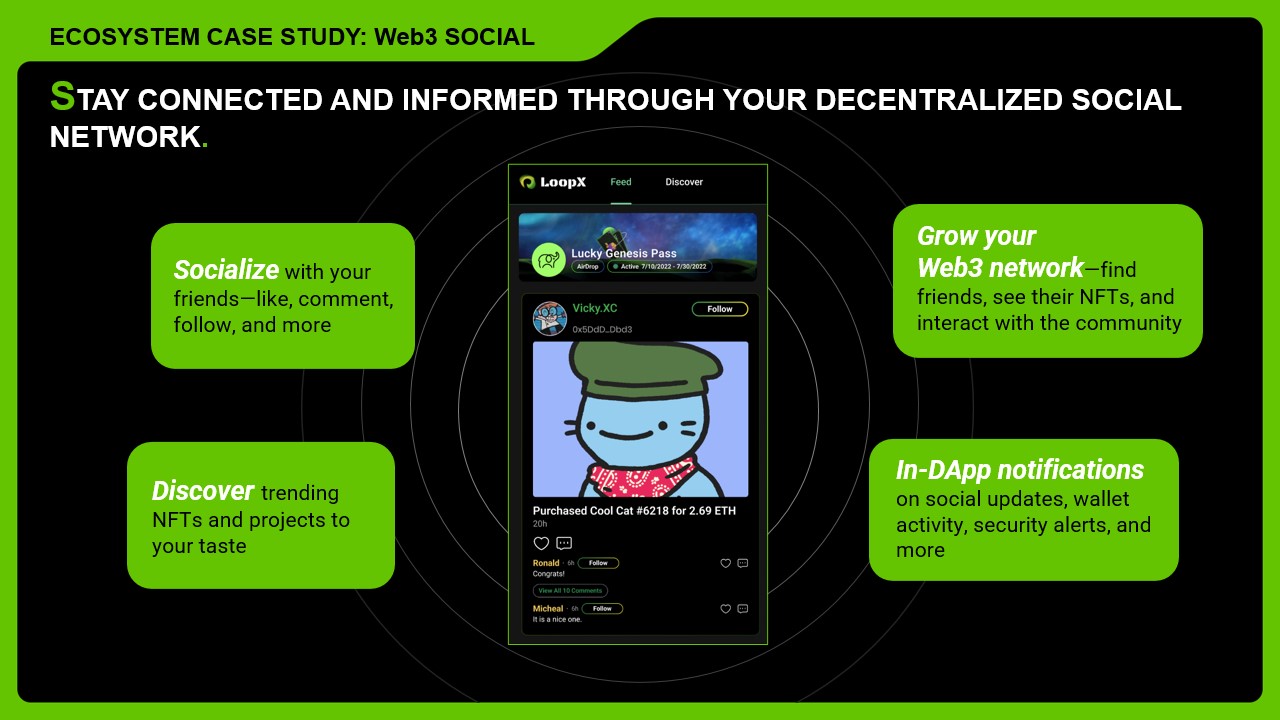 ECOSYSTEM CASE STUDY: Web3 SOCIAL
STAY CONNECTED AND INFORMED THROUGH YOUR DECENTRALIZED SOCIAL
NETWORK.
Socialize with your
friends—like, comment,
follow, and more
Discover trending
NFTs and projects to
your taste
LoopX Feed Discover
Lucky Genesis Pass
AirDrop Active 7/10/2022 - 7/30/2022
Vicky.XC Follow
0x5DdD_Dbd3
Purchased Cool Cat #6218 for 2.69 ETH
20h
Ronald · 6h Follow
Congrats!
View All 10 Comments
Micheal · 6h Follow
It is a nice one.
Grow your
Web3 network—find
friends, see their NFTs, and
interact with the community
In-DApp notifications
on social updates, wallet
activity, security alerts, and
more